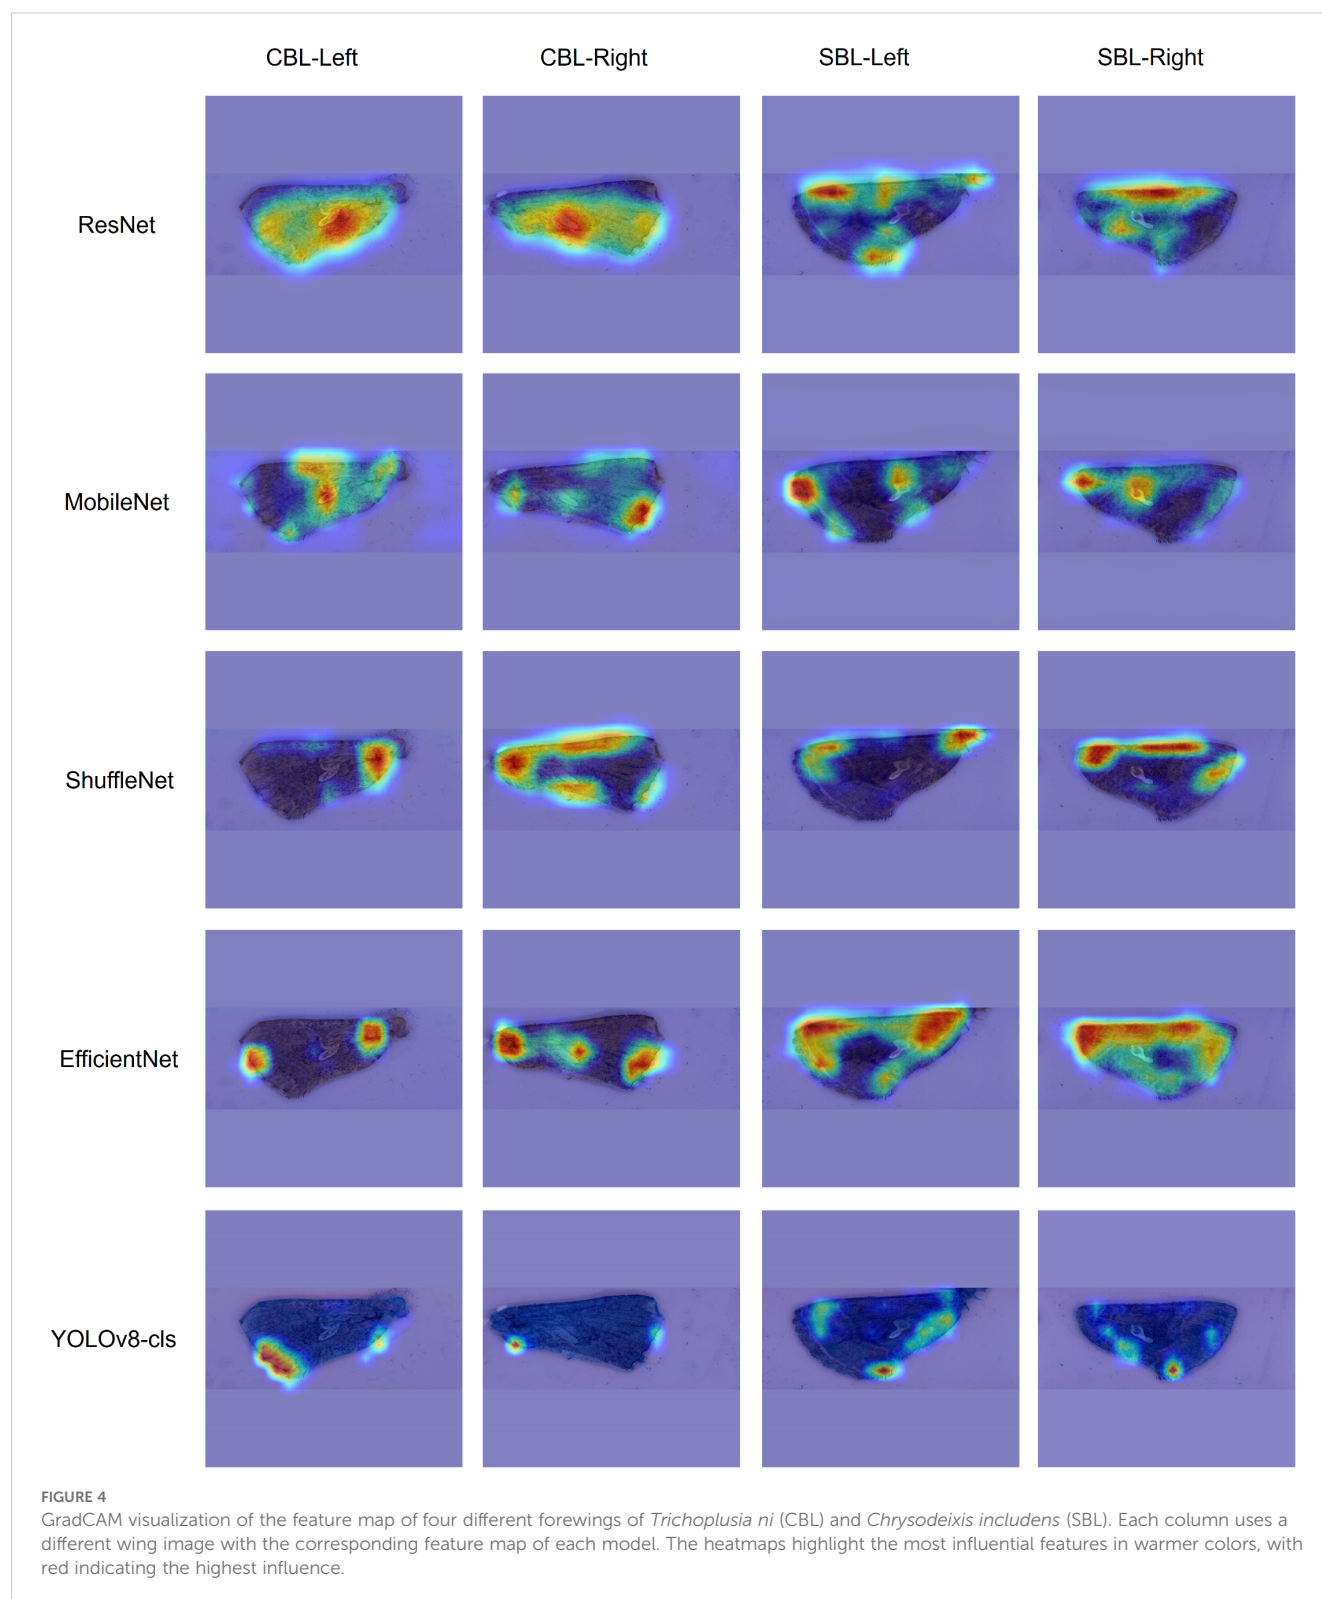 CBL-Left CBL-Right SBL-Left SBL-Right
ResNet
MobileNet
ShuffleNet
EfficientNet
YOLOv8-cls
FIGURE 4
GradCAM visualization of the feature map of four different forewings of Trichoplusia ni (CBL) and Chrysodeixis includens (SBL). Each column uses a
different wing image with the corresponding feature map of each model. The heatmaps highlight the most influential features in warmer colors, with
red indicating the highest influence.